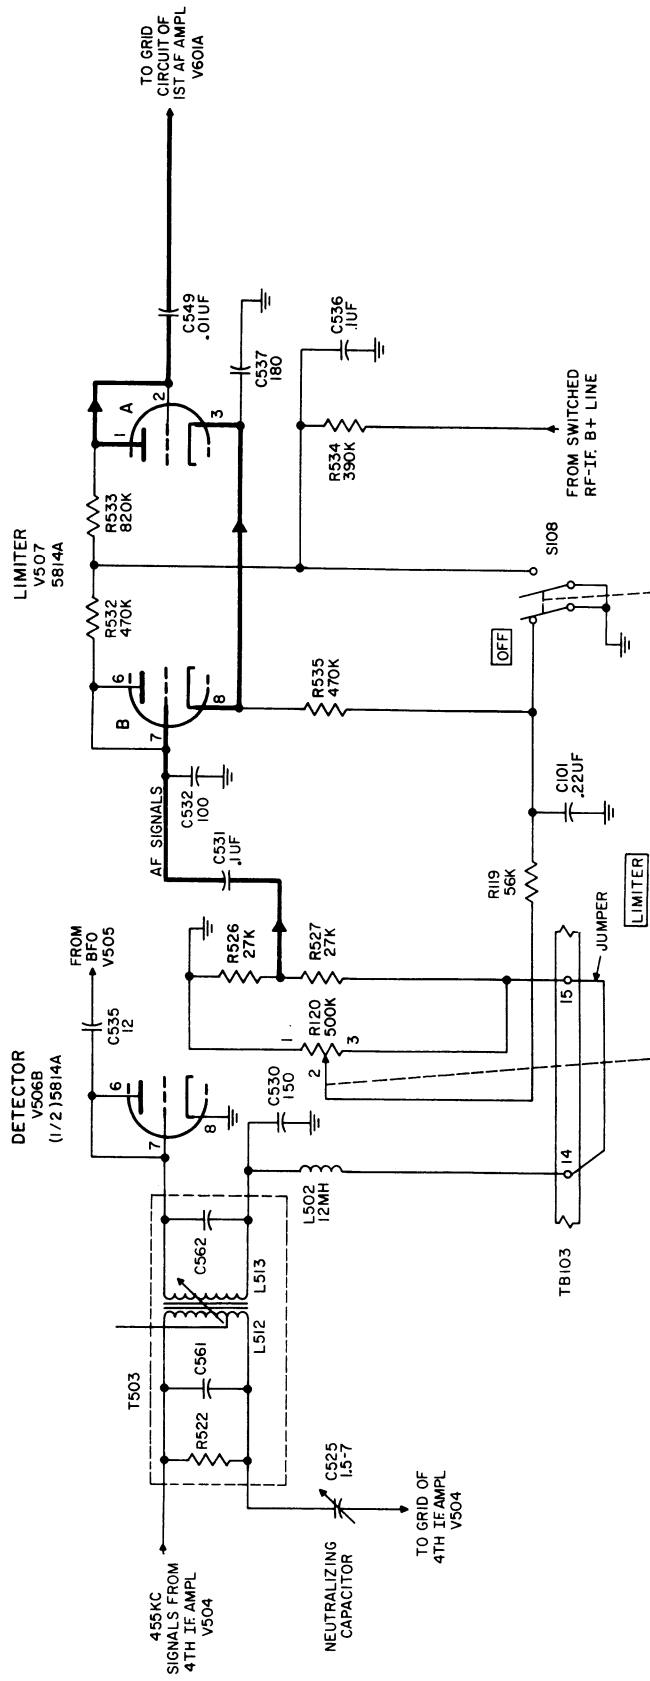 455KC
SIGNALS FROM
4TH I.F. AMPL
V504
T503
R522
C561
L512
L513
C562
NEUTRALIZING
CAPACITOR
C525
1.5-7
TO GRID OF
4TH I.F. AMPL
V504
DETECTOR
V506B
(1/2)5814A
6
7
8
C535
12
FROM
BFO
V505
L502
12MH
C530
150
R120
500K
1
2
3
R526
27K
R527
27K
TB103
14
15
JUMPER
LIMITER
R119
56K
C101
.22UF
C531
.1UF
AF SIGNALS
C532
100
LIMITER
V507
5814A
B
6
7
8
R532
470K
R533
820K
R535
470K
OFF
S108
A
1
2
3
C549
.01UF
C537
180
C536
.1UF
R534
390K
FROM SWITCHED
RF-I.F. B+ LINE
TO GRID
CIRCUIT OF
1ST AF AMPL
V601A